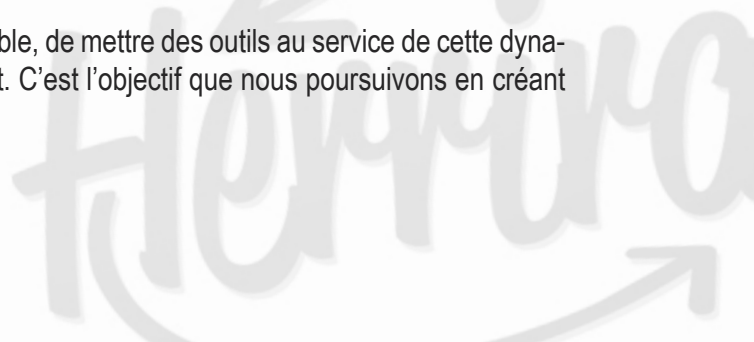 ble, de mettre des outils au service de cette dyna-
t. C’est l’objectif que nous poursuivons en créant
Herrira